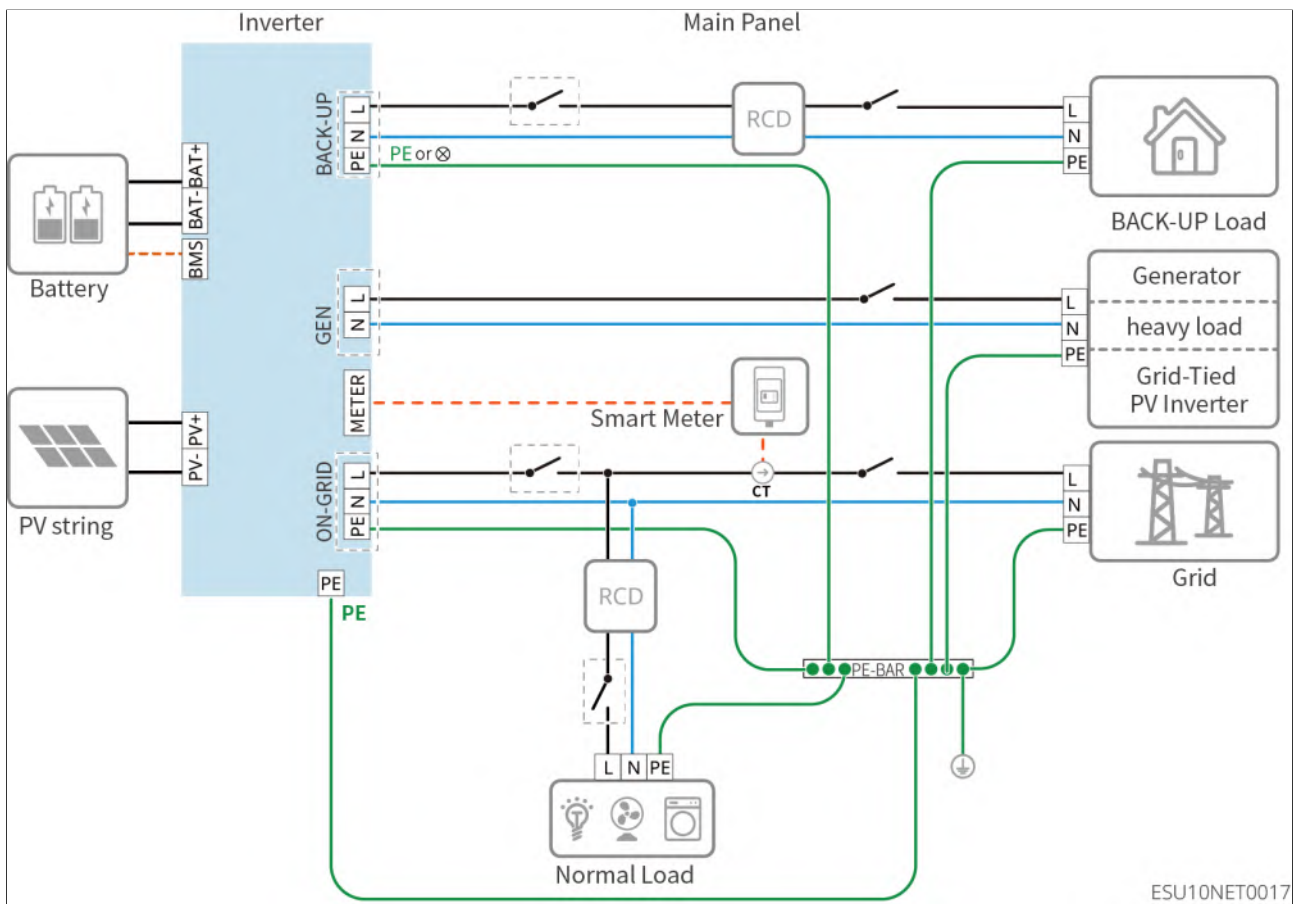 Inverter
Main Panel
BACK-UP
L
N
PE
PE or ⊗
RCD
L
N
PE
BACK-UP Load
BAT+
BAT-
BMS
Battery
GEN
L
N
L
N
PE
Generator
heavy load
Grid-Tied
PV Inverter
METER
Smart Meter
CT
PV+
PV-
PV string
ON-GRID
L
N
PE
L
N
PE
Grid
PE
PE
RCD
PE-BAR
L N PE
Normal Load
ESU10NET0017